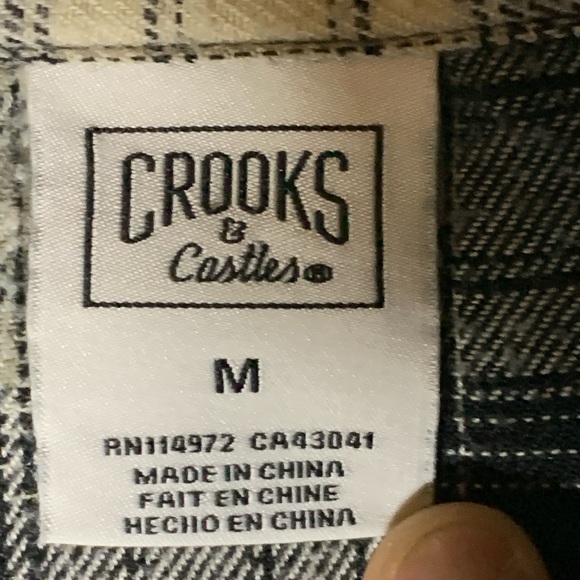 CROOKS
&
Castles®
M
RN114972 CA43041
MADE IN CHINA
FAIT EN CHINE
HECHO EN CHINA